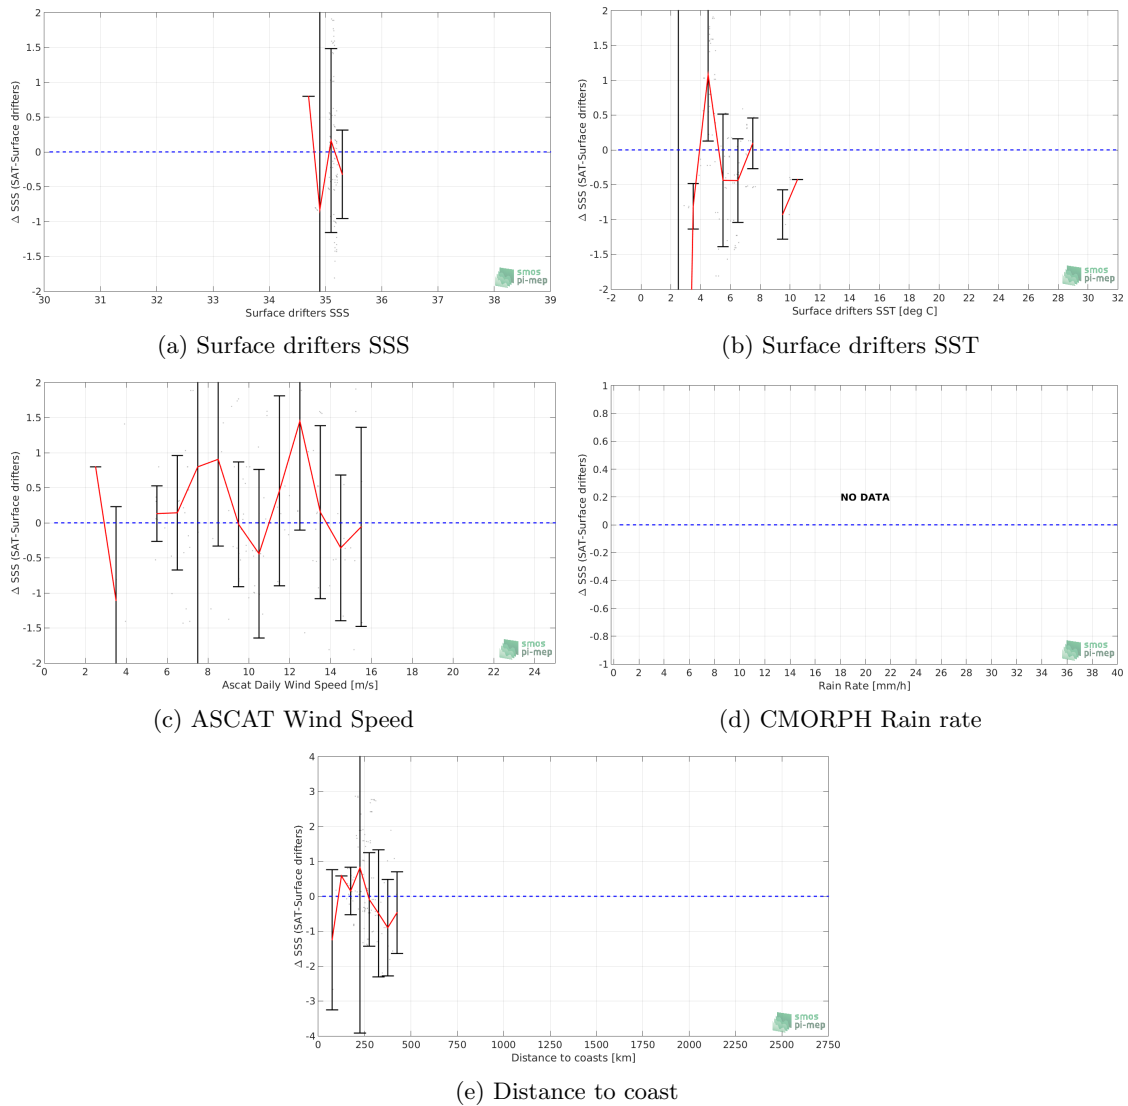 2
1.5
1
0.5
0
-0.5
-1
-1.5
-2
Δ SSS (SAT-Surface drifters)
30 31 32 33 34 35 36 37 38 39
Surface drifters SSS
smos
pi-mep
(a) Surface drifters SSS
2
1.5
1
0.5
0
-0.5
-1
-1.5
-2
Δ SSS (SAT-Surface drifters)
-2 0 2 4 6 8 10 12 14 16 18 20 22 24 26 28 30 32
Surface drifters SST [deg C]
smos
pi-mep
(b) Surface drifters SST
2
1.5
1
0.5
0
-0.5
-1
-1.5
-2
Δ SSS (SAT-Surface drifters)
0 2 4 6 8 10 12 14 16 18 20 22 24
Ascat Daily Wind Speed [m/s]
smos
pi-mep
(c) ASCAT Wind Speed
1
0.8
0.6
0.4
0.2
0
-0.2
-0.4
-0.6
-0.8
-1
Δ SSS (SAT-Surface drifters)
NO DATA
0 2 4 6 8 10 12 14 16 18 20 22 24 26 28 30 32 34 36 38 40
Rain Rate [mm/h]
smos
pi-mep
(d) CMORPH Rain rate
4
3
2
1
0
-1
-2
-3
-4
Δ SSS (SAT-Surface drifters)
0 250 500 750 1000 1250 1500 1750 2000 2250 2500 2750
Distance to coasts [km]
smos
pi-mep
(e) Distance to coast